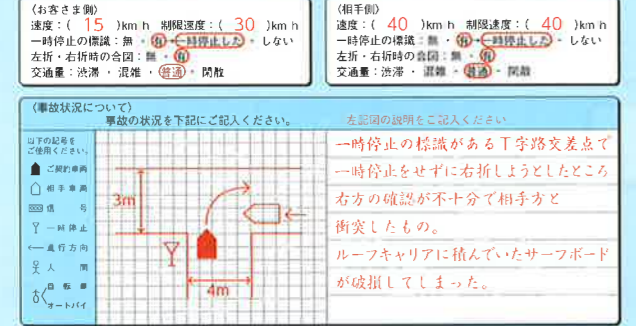 〈お客さま側〉
速度:( 15 )km h 制限速度:( 30 )km h
一時停止の標識:無・有→一時停止した・しない
左折・右折時の合図:無・有
交通量:渋滞・混雑・普通・閑散
〈相手側〉
速度:( 40 )km h 制限速度:( 40 )km h
一時停止の標識:無・有→一時停止した・しない
左折・右折時の合図:無・有
交通量:渋滞・混雑・普通・閑散
〈事故状況について〉
事故の状況を下記にご記入ください。
左記図の説明をご記入ください
以下の記号を
ご使用ください。
ご契約車両
相手車両
信号
一時停止
進行方向
人間
自転車
オートバイ
3m
4m
一時停止の標識があるT字路交差点で
一時停止をせずに右折しようとしたところ
右方の確認が不十分で相手方と
衝突したもの。
ルーフキャリアに積んでいたサーフボード
が破損してしまった。